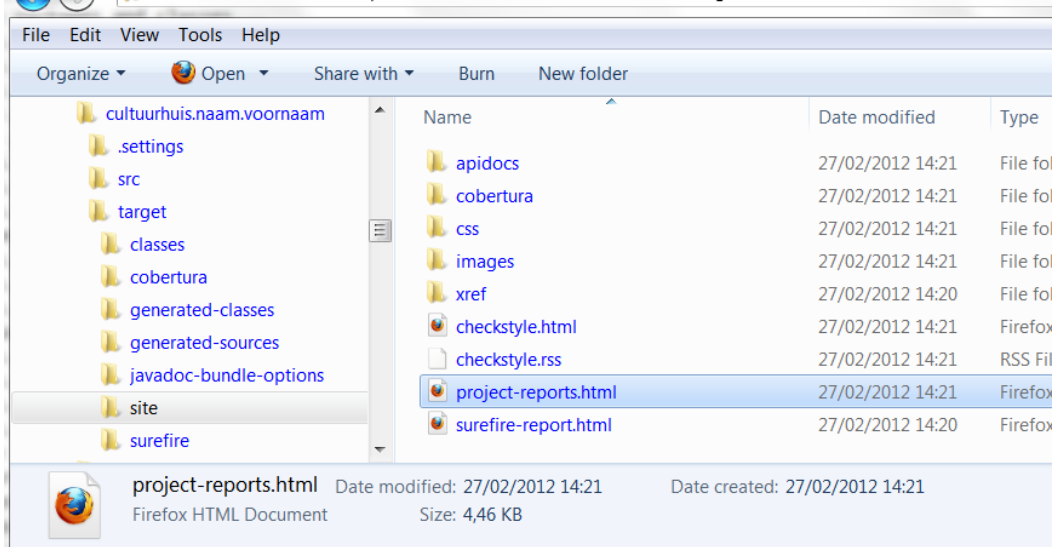 File Edit View Tools Help
Organize Open Share with Burn New folder
cultuurhuis.naam.voornaam
.settings
src
target
classes
cobertura
generated-classes
generated-sources
javadoc-bundle-options
site
surefire
Name Date modified Type
apidocs 27/02/2012 14:21 File fol
cobertura 27/02/2012 14:21 File fol
css 27/02/2012 14:21 File fol
images 27/02/2012 14:21 File fol
xref 27/02/2012 14:20 File fol
checkstyle.html 27/02/2012 14:21 Firefox
checkstyle.rss 27/02/2012 14:21 RSS Fil
project-reports.html 27/02/2012 14:21 Firefox
surefire-report.html 27/02/2012 14:20 Firefox
project-reports.html Date modified: 27/02/2012 14:21 Date created: 27/02/2012 14:21
Firefox HTML Document Size: 4,46 KB